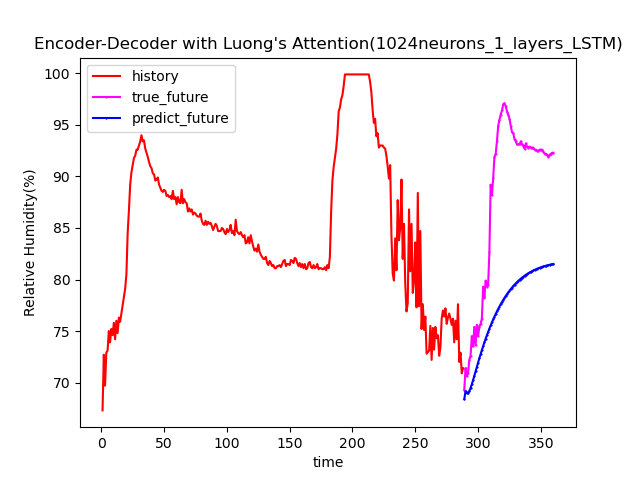 Encoder-Decoder with Luong's Attention(1024neurons_1_layers_LSTM)
history
true_future
predict_future
Relative Humidity(%)
100
95
90
85
80
75
70
0 50 100 150 200 250 300 350
time